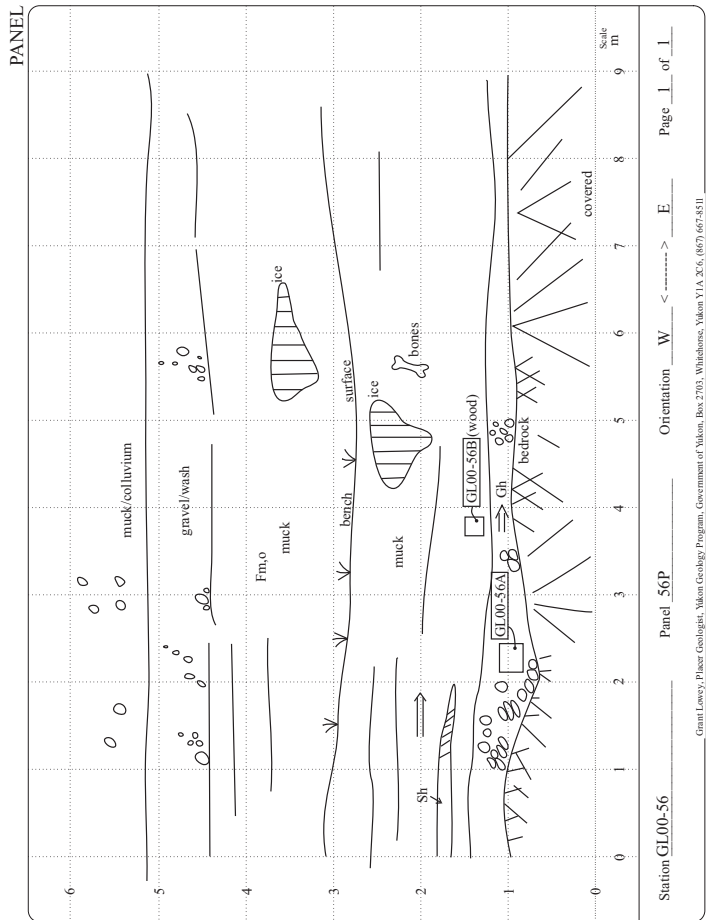 PANEL
6
5
4
3
2
1
0
0
1
2
3
4
5
6
7
8
9
Scale
m
muck/colluvium
gravel/wash
Fm,o
muck
ice
bench
surface
ice
muck
bones
Sh
GL00-56B (wood)
GL00-56A
Gh
bedrock
covered
Station GL00-56 Panel 56P Orientation W < -------- > E Page 1 of 1
Grant Lowey, Placer Geologist, Yukon Geology Program, Government of Yukon, Box 2703, Whitehorse, Yukon Y1A 2C6, (867) 667-8511